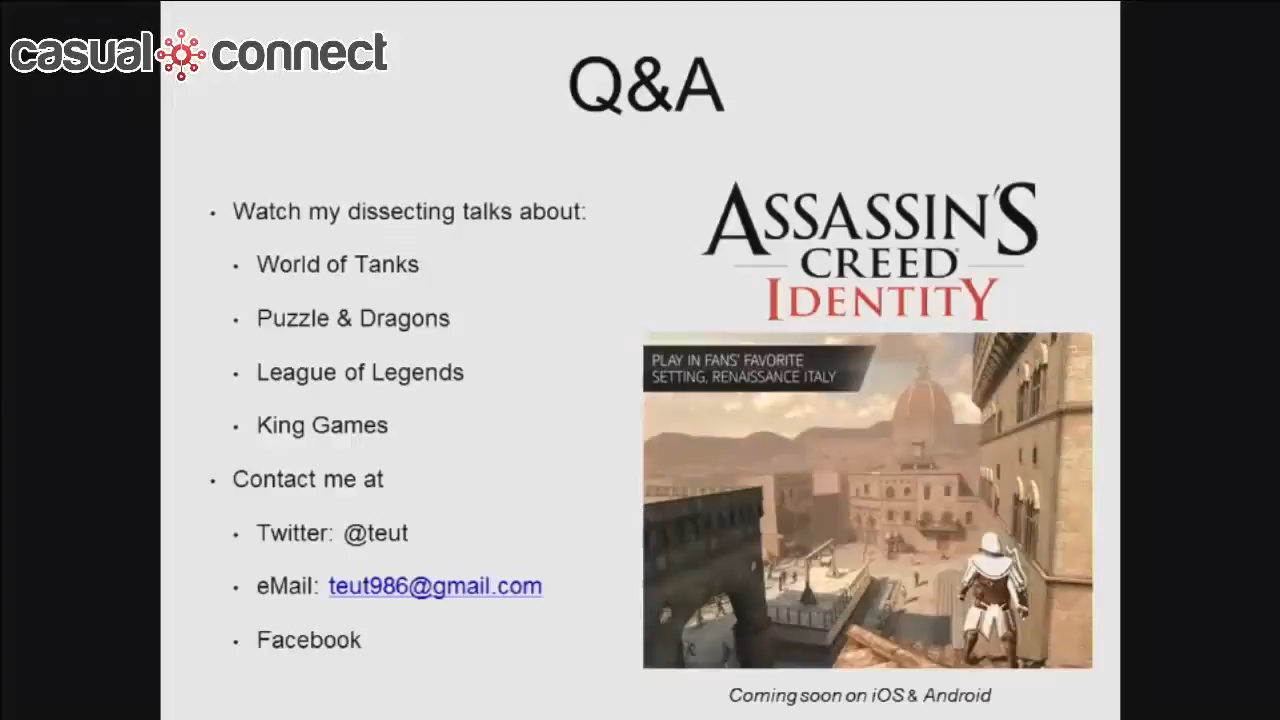 casual connect
Q&A
• Watch my dissecting talks about:
• World of Tanks
• Puzzle & Dragons
• League of Legends
• King Games
• Contact me at
• Twitter: @teut
• eMail: teut986@gmail.com
• Facebook
ASSASSIN'S
CREED®
IDENTITY
PLAY IN FANS' FAVORITE
SETTING, RENAISSANCE ITALY
Coming soon on iOS & Android